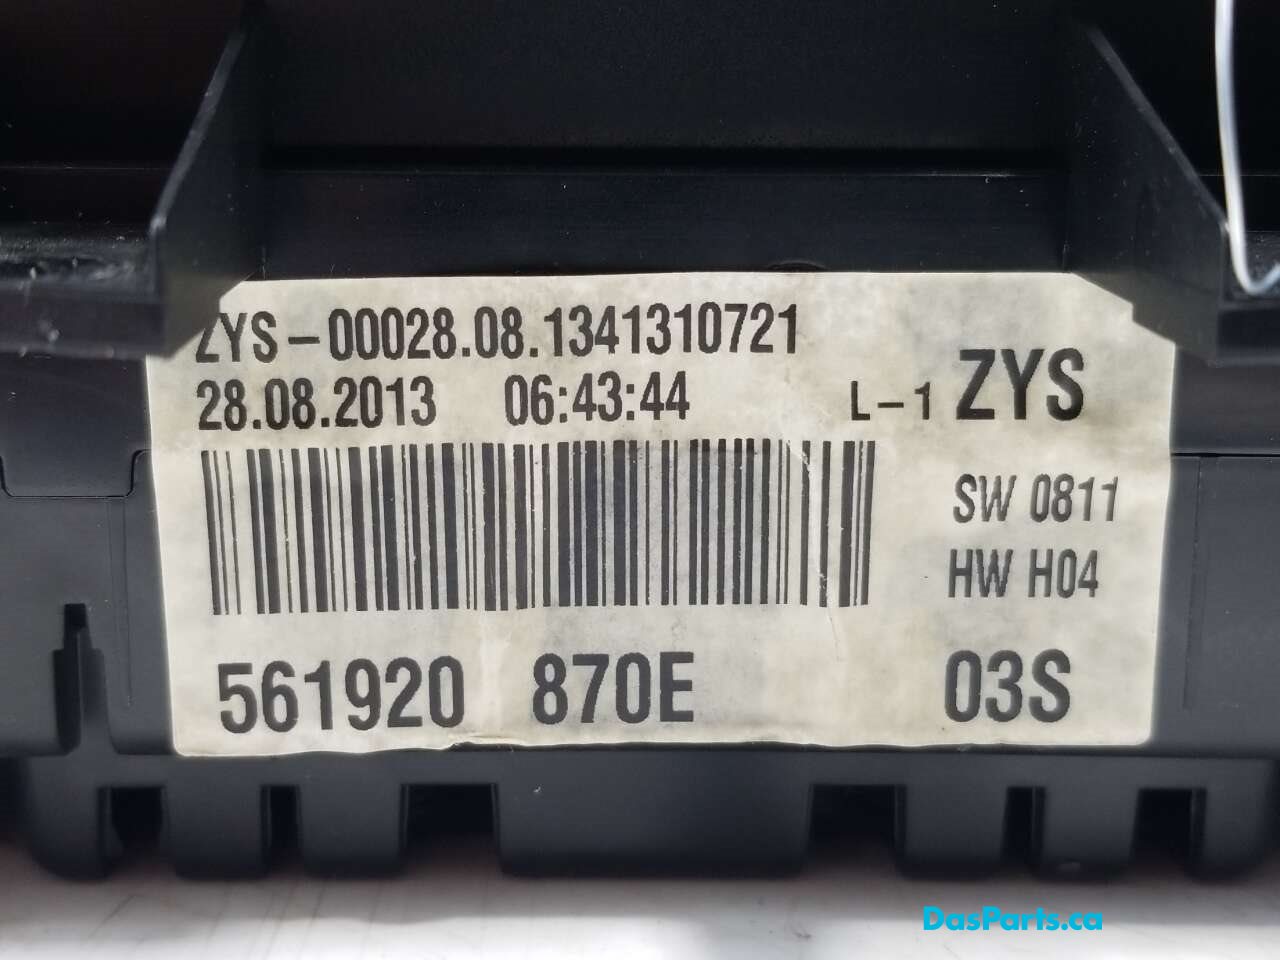 ZYS-00028.08.1341310721
28.08.2013 06:43:44 L-1 ZYS
SW 0811
HW H04
561920 870E 03S
DasParts.ca